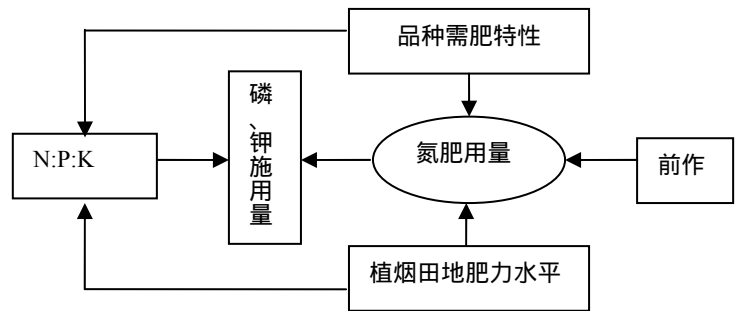 品种需肥特性
磷、钾施用量
N:P:K
氮肥用量
前作
植烟田地肥力水平